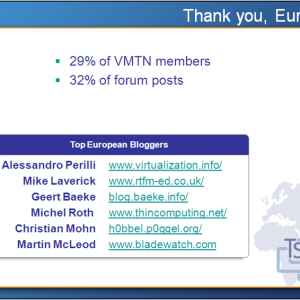 Thank you, Eur
29% of VMTN members
32% of forum posts
Top European Bloggers
Alessandro Perilli www.virtualization.info/
Mike Laverick www.rtfm-ed.co.uk/
Geert Baeke blog.baeke.info/
Michel Roth www.thincomputing.net/
Christian Mohn h0bbel.p0ggel.org/
Martin McLeod www.bladewatch.com
TS